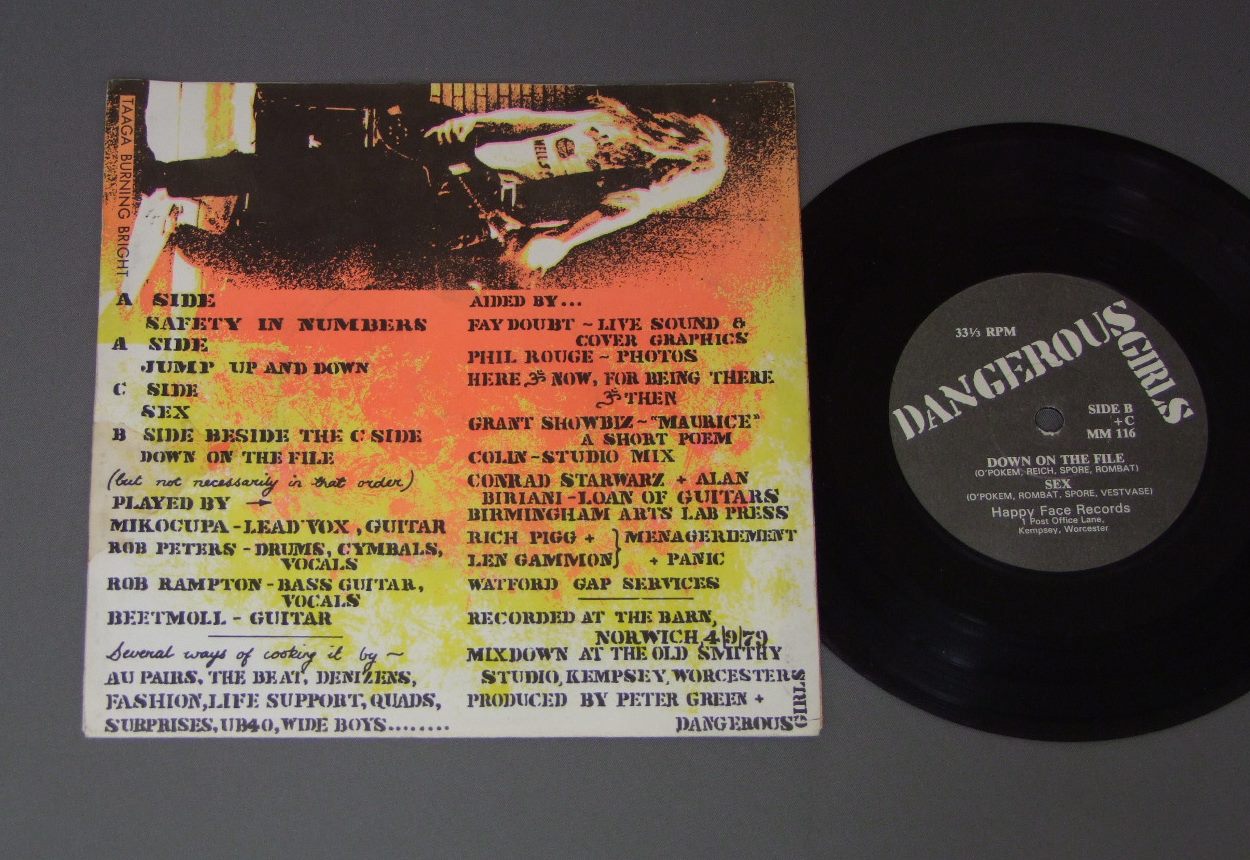 TAAGA BURNING BRIGHT
WELLS
A SIDE
SAFETY IN NUMBERS
A SIDE
JUMP UP AND DOWN
C SIDE
SEX
B SIDE BESIDE THE C SIDE
DOWN ON THE FILE
(but not necessarily in that order)
PLAYED BY →
MIKOCUPA - LEAD VOX, GUITAR
ROB PETERS - DRUMS, CYMBALS,
VOCALS
ROB RAMPTON - BASS GUITAR,
VOCALS
BEETMOLL - GUITAR
Several ways of cooking it by ~
AU PAIRS, THE BEAT, DENIZENS,
FASHION, LIFE SUPPORT, QUADS,
SURPRISES, UB40, WIDE BOYS........
AIDED BY...
FAY DOUBT ~ LIVE SOUND &
COVER GRAPHICS
PHIL ROUGE ~ PHOTOS
HERE ॐ NOW, FOR BEING THERE
ॐ THEN
GRANT SHOWBIZ ~ "MAURICE"
A SHORT POEM
COLIN - STUDIO MIX
CONRAD STARWARZ + ALAN
BIRIANI - LOAN OF GUITARS
BIRMINGHAM ARTS LAB PRESS
RICH PIGG + } MENAGERIEMENT
LEN GAMMON } + PANIC
WATFORD GAP SERVICES
RECORDED AT THE BARN,
NORWICH, 4|9|79
MIXDOWN AT THE OLD SMITHY
STUDIO, KEMPSEY, WORCESTER
PRODUCED BY PETER GREEN +
DANGEROUS GIRLS
33⅓ RPM
DANGEROUS GIRLS
SIDE B
+ C
MM 116
DOWN ON THE FILE
(O'POKEM, REICH, SPORE, ROMBAT)
SEX
(O'POKEM, ROMBAT, SPORE, VESTVASE)
Happy Face Records
1 Post Office Lane,
Kempsey, Worcester